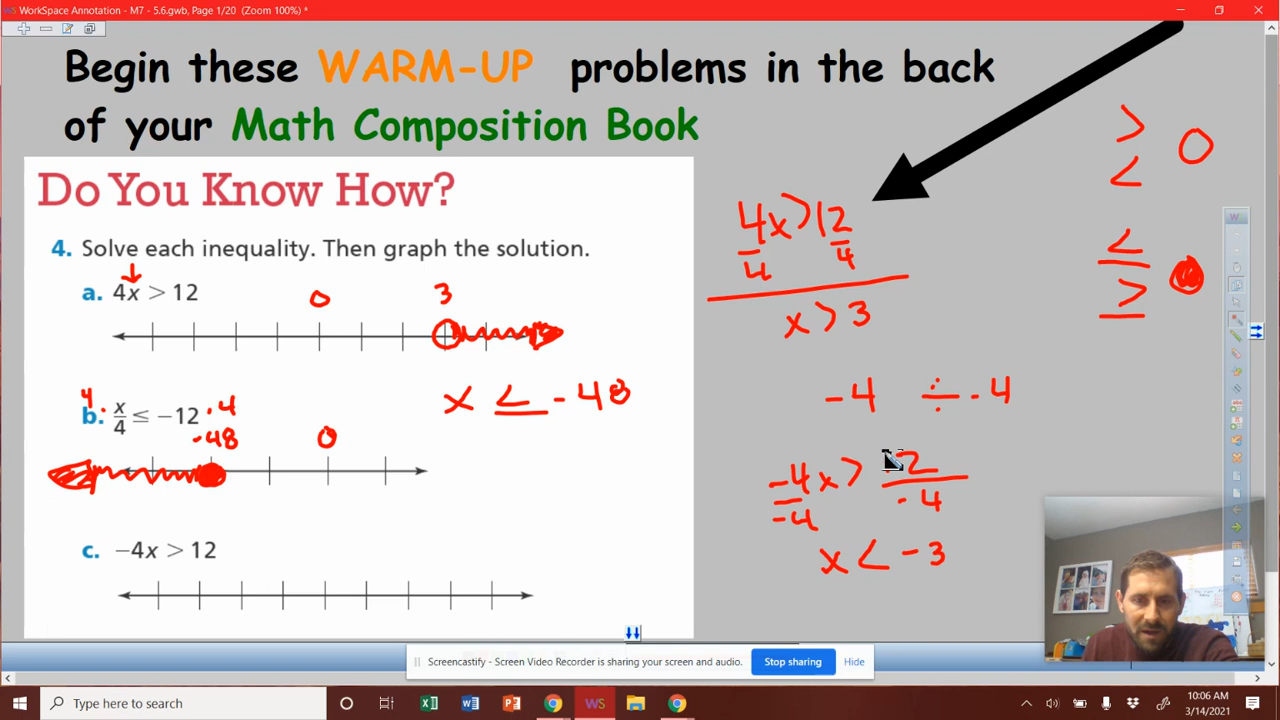 WorkSpace Annotation - M7 - 5.6.gwb, Page 1/20 (Zoom 100%) *
Begin these WARM-UP problems in the back
of your Math Composition Book
Do You Know How?
4. Solve each inequality. Then graph the solution.
a. 4x > 12
0 3
b. x/4 ≤ −12
4 · · 4
-48 0
x ≤ -48
c. −4x > 12
4x > 12
4 4
x > 3
> < O
< >
-4 ÷ -4
-4x > 12
-4 -4
x < -3
Screencastify - Screen Video Recorder is sharing your screen and audio.
Stop sharing
Hide
Type here to search
10:06 AM
3/14/2021